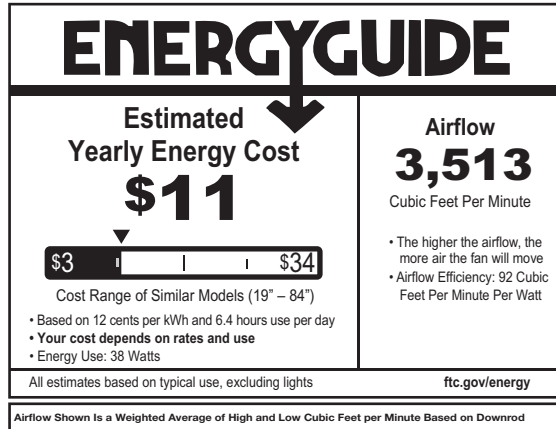 ENERGYGUIDE
Estimated
Yearly Energy Cost
$11
$3
$34
Cost Range of Similar Models (19” – 84”)
• Based on 12 cents per kWh and 6.4 hours use per day
• Your cost depends on rates and use
• Energy Use: 38 Watts
Airflow
3,513
Cubic Feet Per Minute
• The higher the airflow, the
more air the fan will move
• Airflow Efficiency: 92 Cubic
Feet Per Minute Per Watt
All estimates based on typical use, excluding lights
ftc.gov/energy
Airflow Shown Is a Weighted Average of High and Low Cubic Feet per Minute Based on Downrod